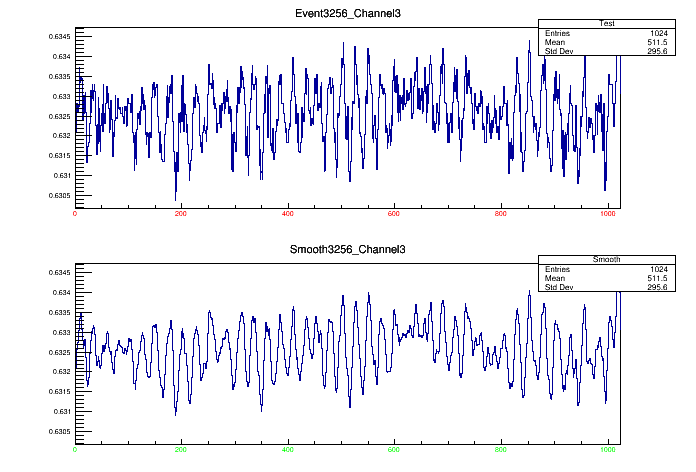 Event3256_Channel3
Test
Entries 1024
Mean 511.5
Std Dev 295.6
0.6345
0.634
0.6335
0.633
0.6325
0.632
0.6315
0.631
0.6305
0 200 400 600 800 1000
Smooth3256_Channel3
Smooth
Entries 1024
Mean 511.5
Std Dev 295.6
0.6345
0.634
0.6335
0.633
0.6325
0.632
0.6315
0.631
0.6305
0 200 400 600 800 1000